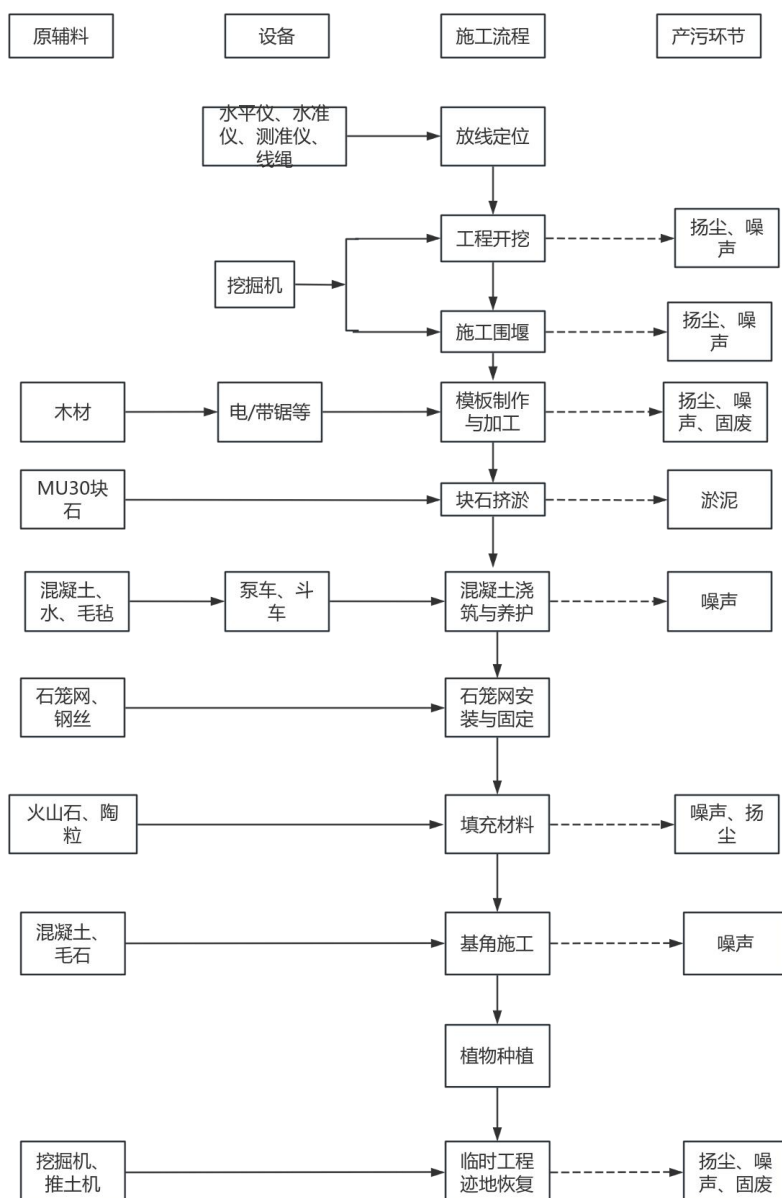 原辅料
设备
施工流程
产污环节
水平仪、水准
仪、测准仪、
线绳
放线定位
工程开挖
扬尘、噪
声
挖掘机
施工围堰
扬尘、噪
声
木材
电/带锯等
模板制作
与加工
扬尘、噪
声、固废
MU30块
石
块石挤淤
淤泥
混凝土、
水、毛毡
泵车、斗
车
混凝土浇
筑与养护
噪声
石笼网、
钢丝
石笼网安
装与固定
火山石、陶
粒
填充材料
噪声、扬
尘
混凝土、
毛石
基角施工
噪声
植物种植
挖掘机、
推土机
临时工程
迹地恢复
扬尘、噪
声、固废